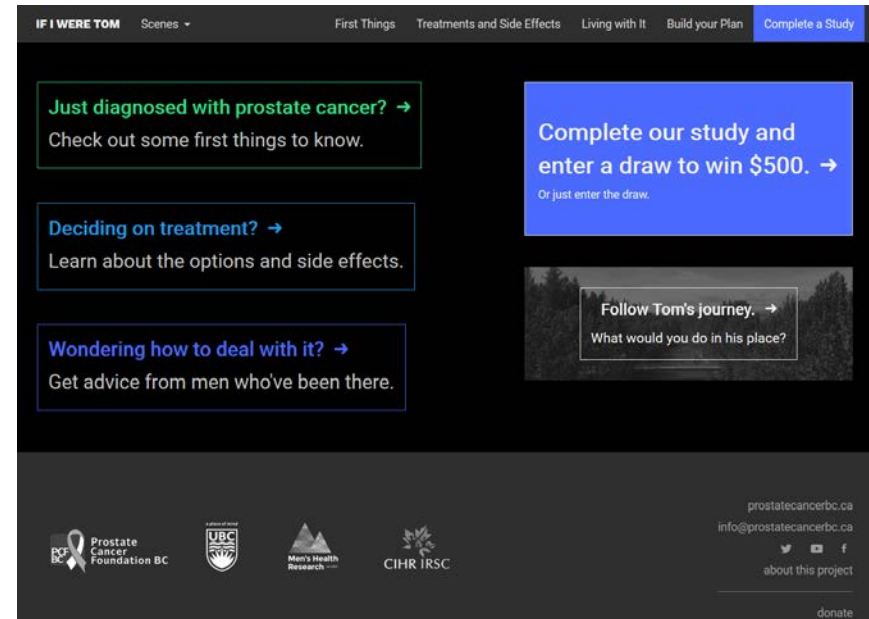 IF I WERE TOM Scenes First Things Treatments and Side Effects Living with It Build your Plan Complete a Study
Just diagnosed with prostate cancer? →
Check out some first things to know.
Deciding on treatment? →
Learn about the options and side effects.
Wondering how to deal with it? →
Get advice from men who've been there.
Complete our study and
enter a draw to win $500. →
Or just enter the draw.
Follow Tom's journey. →
What would you do in his place?
PCF
BC
Prostate
Cancer
Foundation BC
a place of mind
UBC
Men's Health
Research
CIHR IRSC
prostatecancerbc.ca
info@prostatecancerbc.ca
about this project
donate